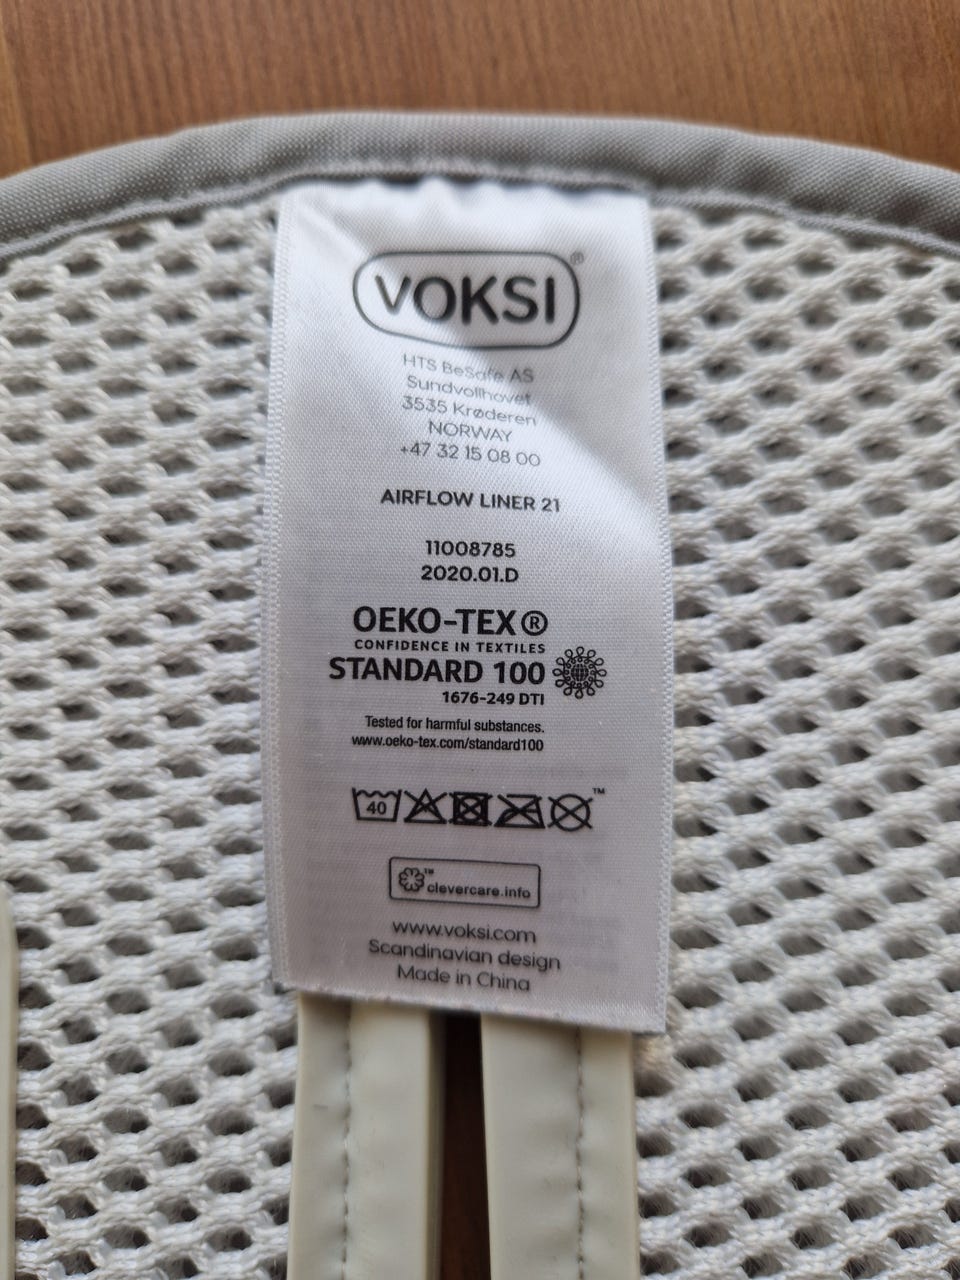 VOKSI®
HTS BeSafe AS
Sundvollhovet
3535 Krøderen
NORWAY
+47 32 15 08 00
AIRFLOW LINER 21
11008785
2020.01.D
OEKO-TEX®
CONFIDENCE IN TEXTILES
STANDARD 100
1676-249 DTI
Tested for harmful substances.
www.oeko-tex.com/standard100
40 ™
™ clevercare.info
www.voksi.com
Scandinavian design
Made in China